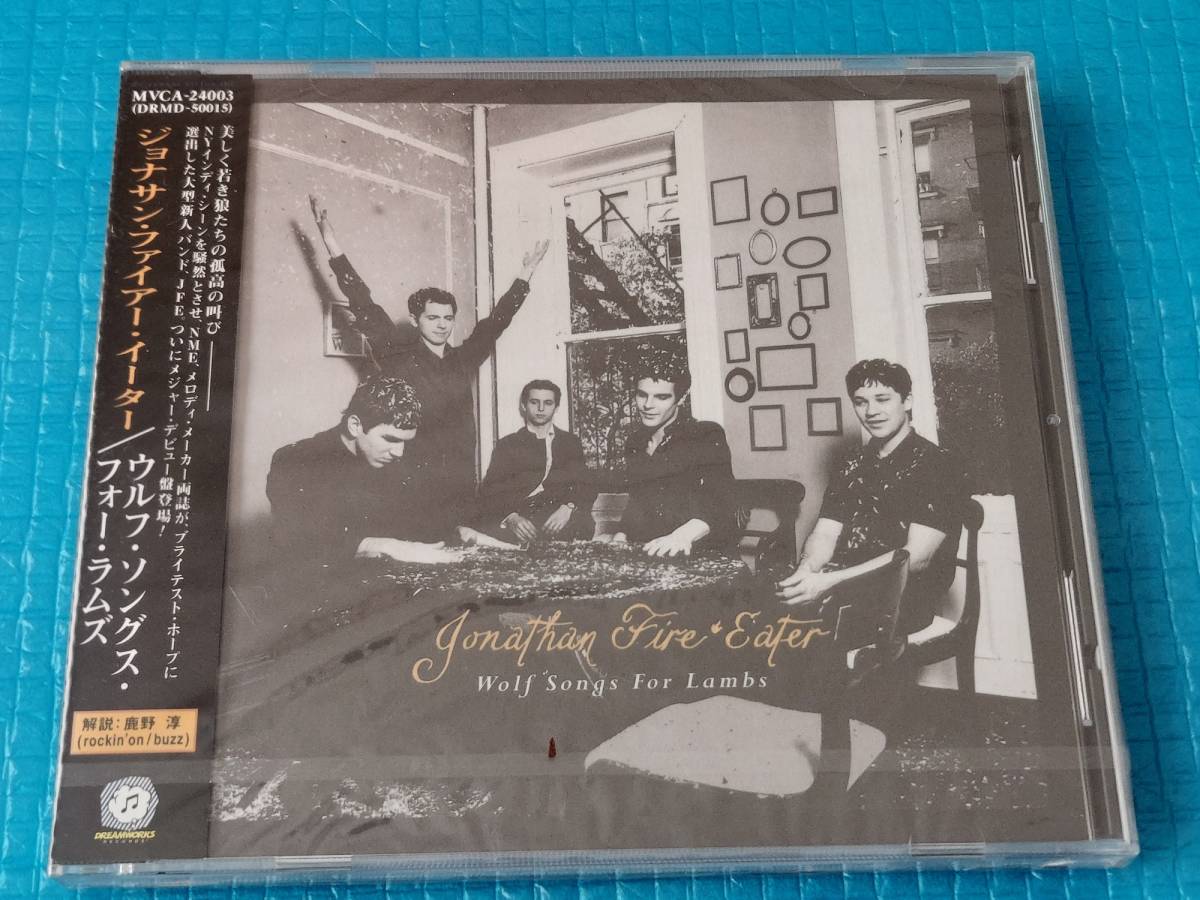 MVCA-24003
(DRMD-50015)
美しく若き狼たちの孤高の叫び────
NYインディ・シーンを騒然とさせ、NME、メロディ・メーカー両誌が、ブライテスト・ホープに
選出した大型新人バンド、JFE。ついにメジャー・デビュー盤登場!
ジョナサン・ファイアー・イーター/ウルフ・ソングス・
/フォー・ラムズ
解説:鹿野 淳
(rockin'on/buzz)
DREAMWORKS
RECORDS
Jonathan Fire*Eater
Wolf Songs For Lambs